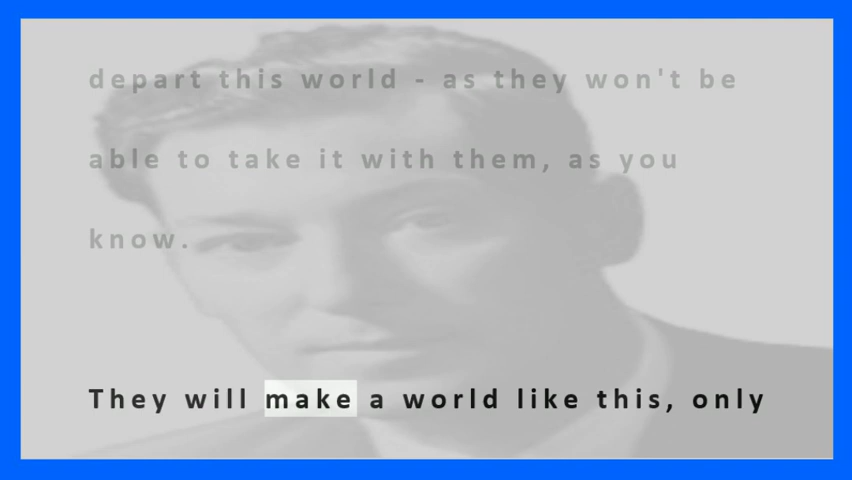 depart this world - as they won't be
able to take it with them, as you
know.
They will make a world like this, only